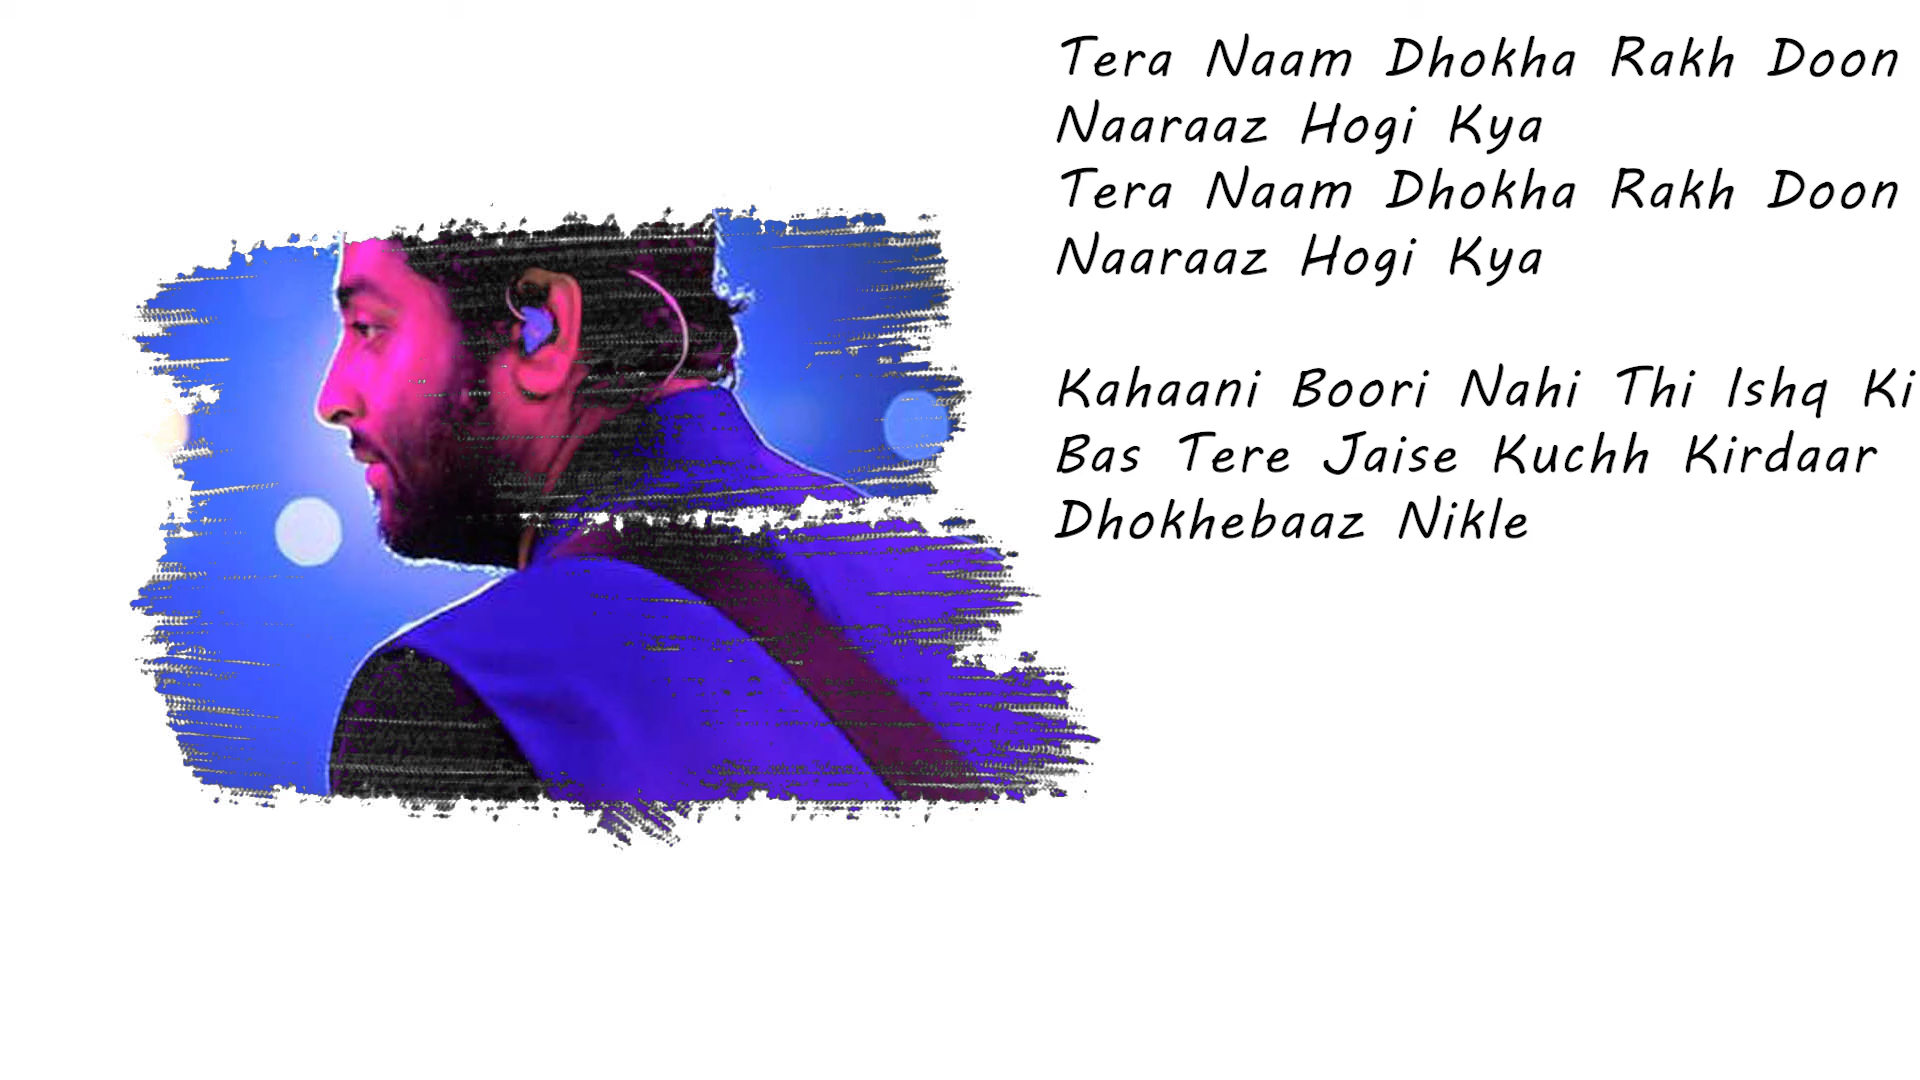 Tera Naam Dhokha Rakh Doon
Naaraaz Hogi Kya
Tera Naam Dhokha Rakh Doon
Naaraaz Hogi Kya
Kahaani Boori Nahi Thi Ishq Ki
Bas Tere Jaise Kuchh Kirdaar
Dhokhebaaz Nikle